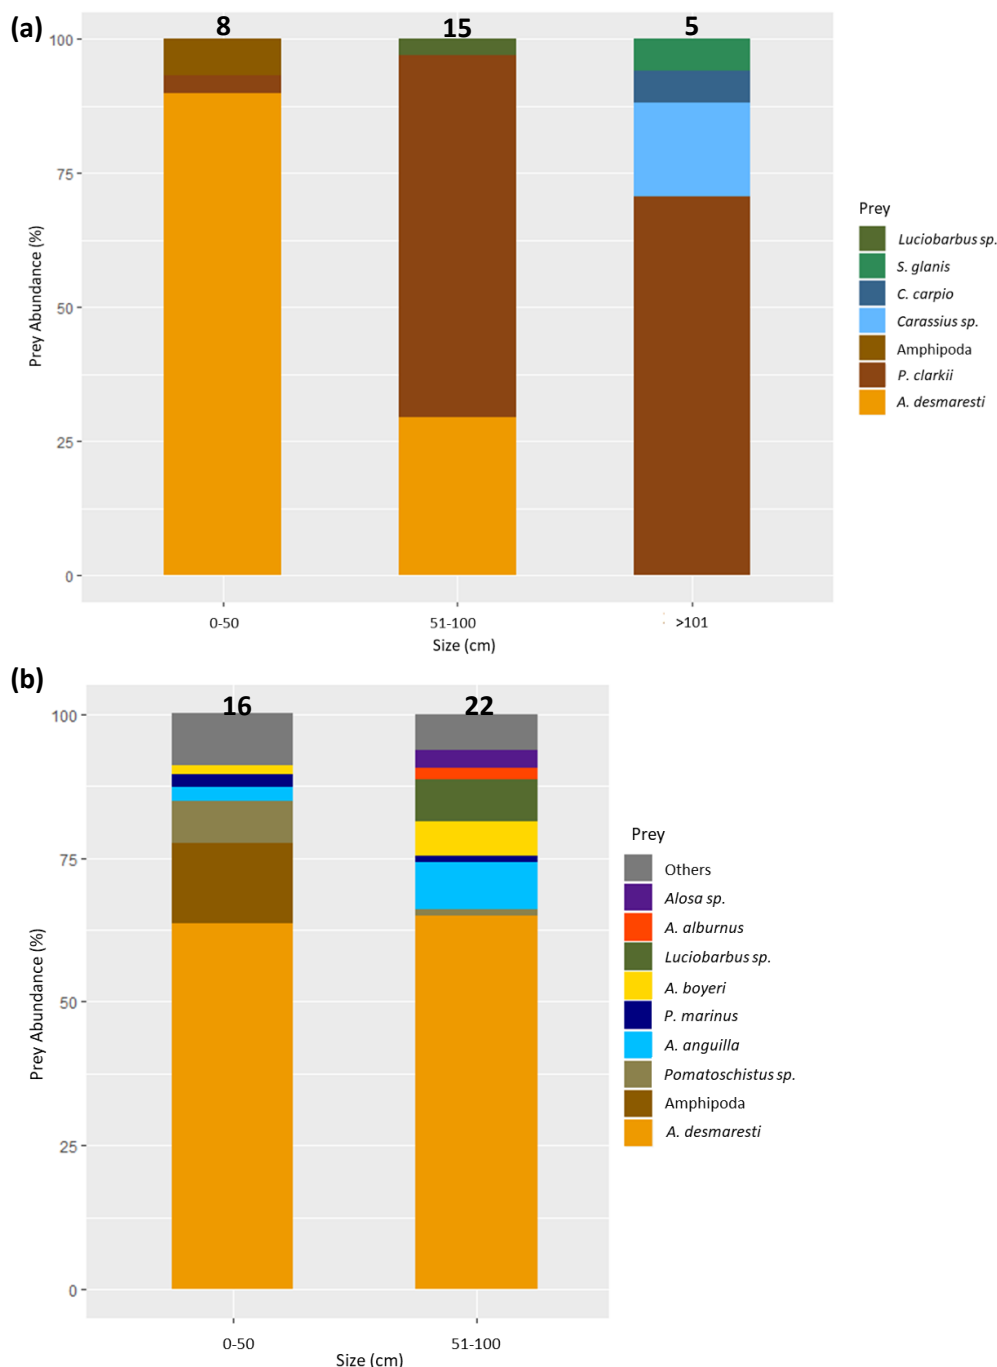 (a)
8 15 5
100
75
50
25
0
Prey Abundance (%)
0-50 51-100 >101
Size (cm)
Prey
Luciobarbus sp.
S. glanis
C. carpio
Carassius sp.
Amphipoda
P. clarkii
A. desmaresti
(b)
16 22
100
75
50
25
0
Prey Abundance (%)
0-50 51-100
Size (cm)
Prey
Others
Alosa sp.
A. alburnus
Luciobarbus sp.
A. boyeri
P. marinus
A. anguilla
Pomatoschistus sp.
Amphipoda
A. desmaresti